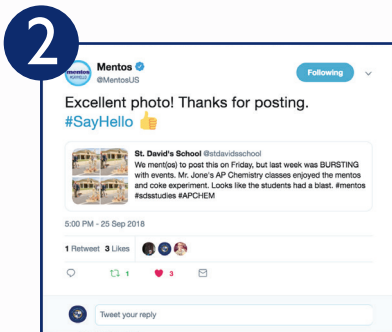 2
mentos
Mentos
@MentosUS
Following
Excellent photo! Thanks for posting.
#SayHello 👍
St. David's School @stdavidsschool
We ment(os) to post this on Friday, but last week was BURSTING
with events. Mr. Jone's AP Chemistry classes enjoyed the mentos
and coke experiment. Looks like the students had a blast. #mentos
#sdsstudies #APCHEM
5:00 PM - 25 Sep 2018
1 Retweet 3 Likes
1 3
Tweet your reply